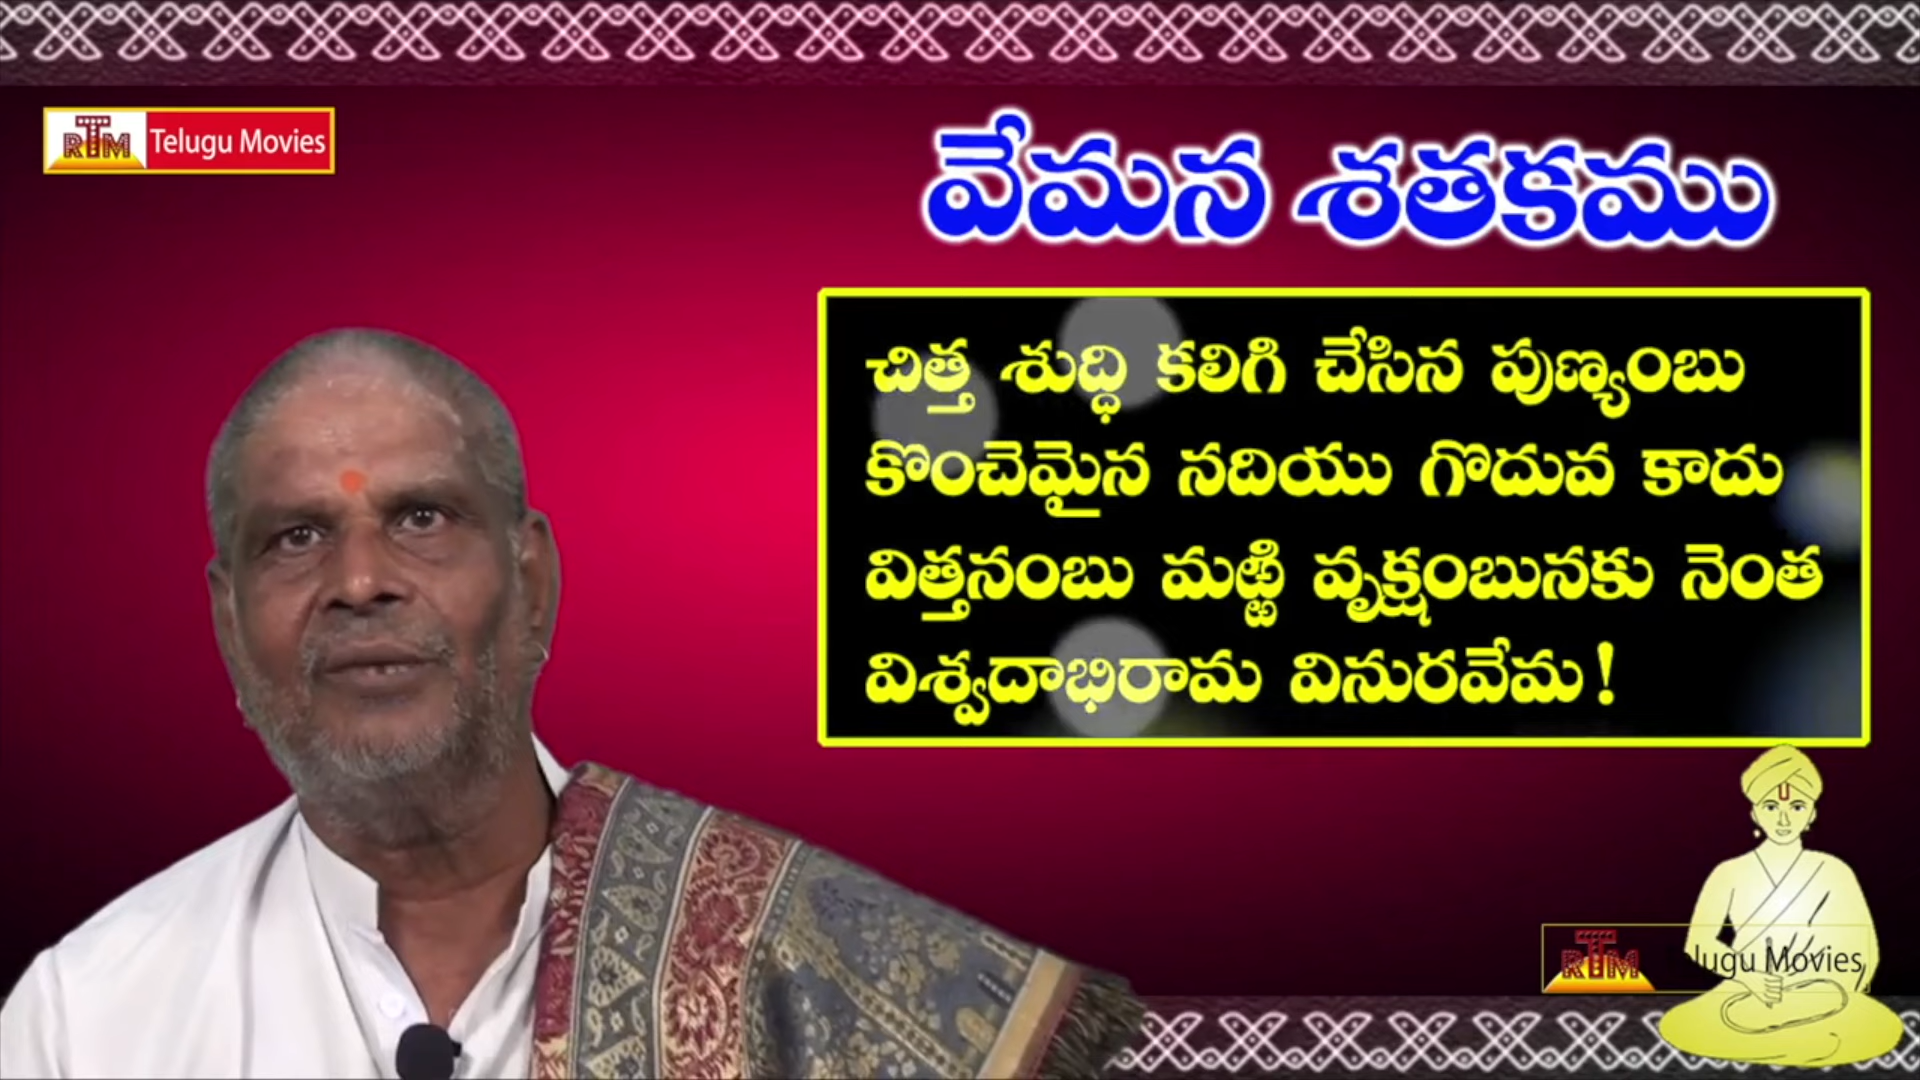 RTM Telugu Movies
వేమన శతకము
చిత్త శుద్ధి కలిగి చేసిన పుణ్యంబు
కొంచెమైన నదియు గొదువ కాదు
విత్తనంబు మఱ్ఱి వృక్షంబునకు నెంత
విశ్వదాభిరామ వినురవేమ!
RTM Telugu Movies